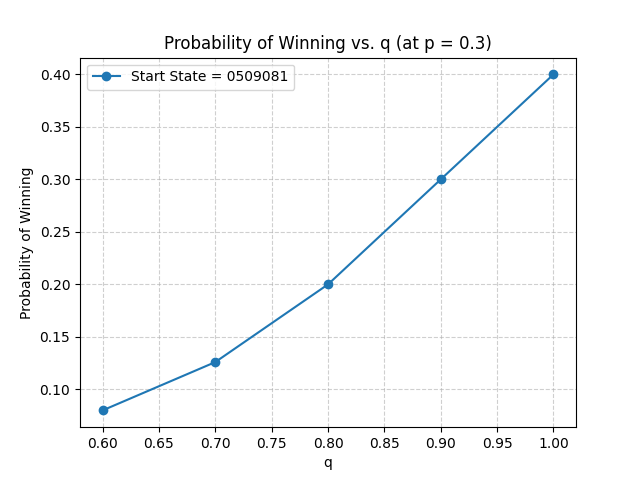 Probability of Winning vs. q (at p = 0.3)
Start State = 0509081
Probability of Winning
0.40
0.35
0.30
0.25
0.20
0.15
0.10
0.60 0.65 0.70 0.75 0.80 0.85 0.90 0.95 1.00
q